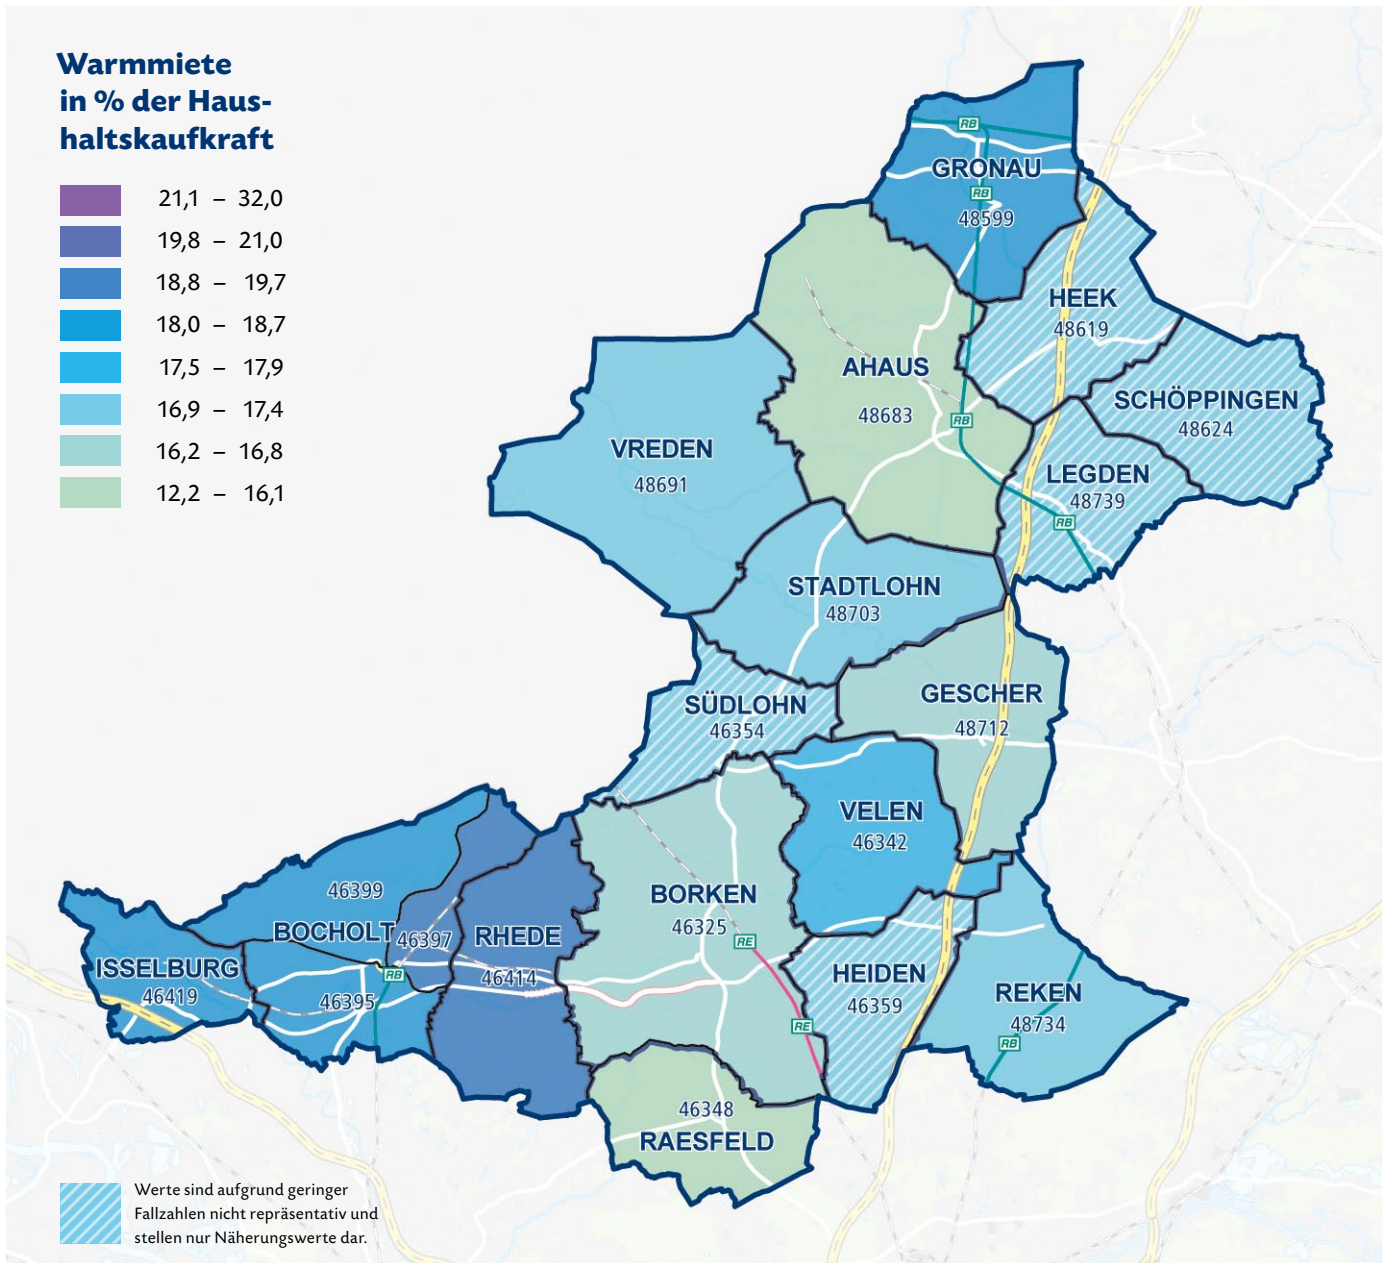 Warmmiete
in % der Haus-
haltskaufkraft
21,1 – 32,0
19,8 – 21,0
18,8 – 19,7
18,0 – 18,7
17,5 – 17,9
16,9 – 17,4
16,2 – 16,8
12,2 – 16,1
RB
GRONAU
RB
48599
HEEK
48619
AHAUS
48683
RB
SCHÖPPINGEN
48624
VREDEN
48691
LEGDEN
48739
RB
STADTLOHN
48703
SÜDLOHN
46354
GESCHER
48712
VELEN
46342
46399
BOCHOLT
46397
RHEDE
46414
BORKEN
46325
RE
ISSELBURG
46419
RB
46395
HEIDEN
46359
RE
REKEN
48734
RB
46348
RAESFELD
Werte sind aufgrund geringer
Fallzahlen nicht repräsentativ und
stellen nur Näherungswerte dar.